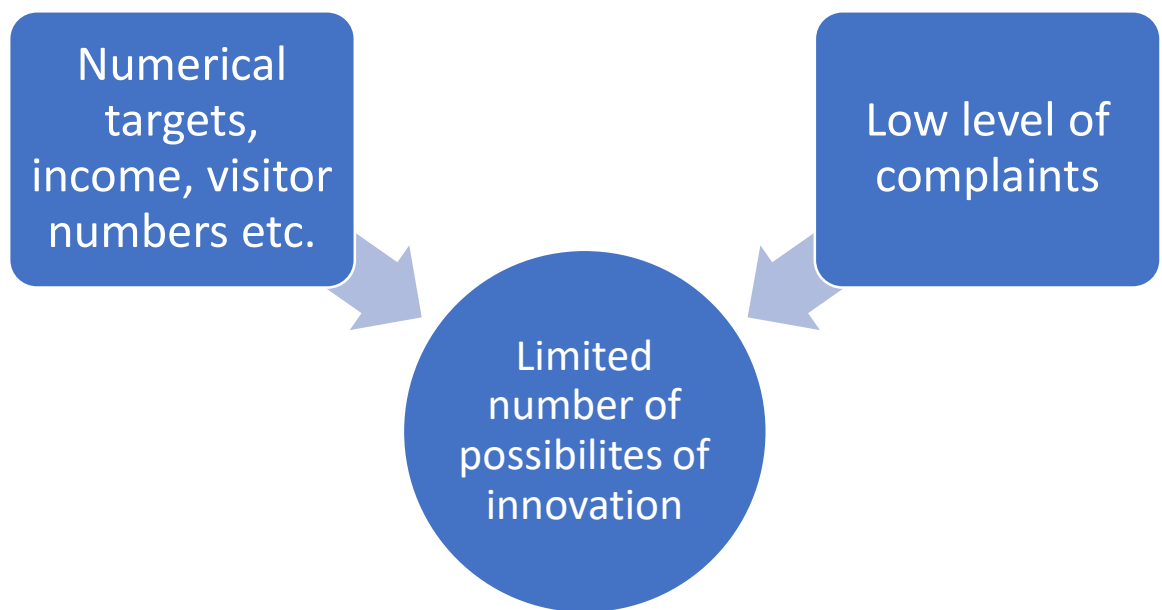 Numerical
targets,
income, visitor
numbers etc.
Low level of
complaints
Limited
number of
possibilites of
innovation